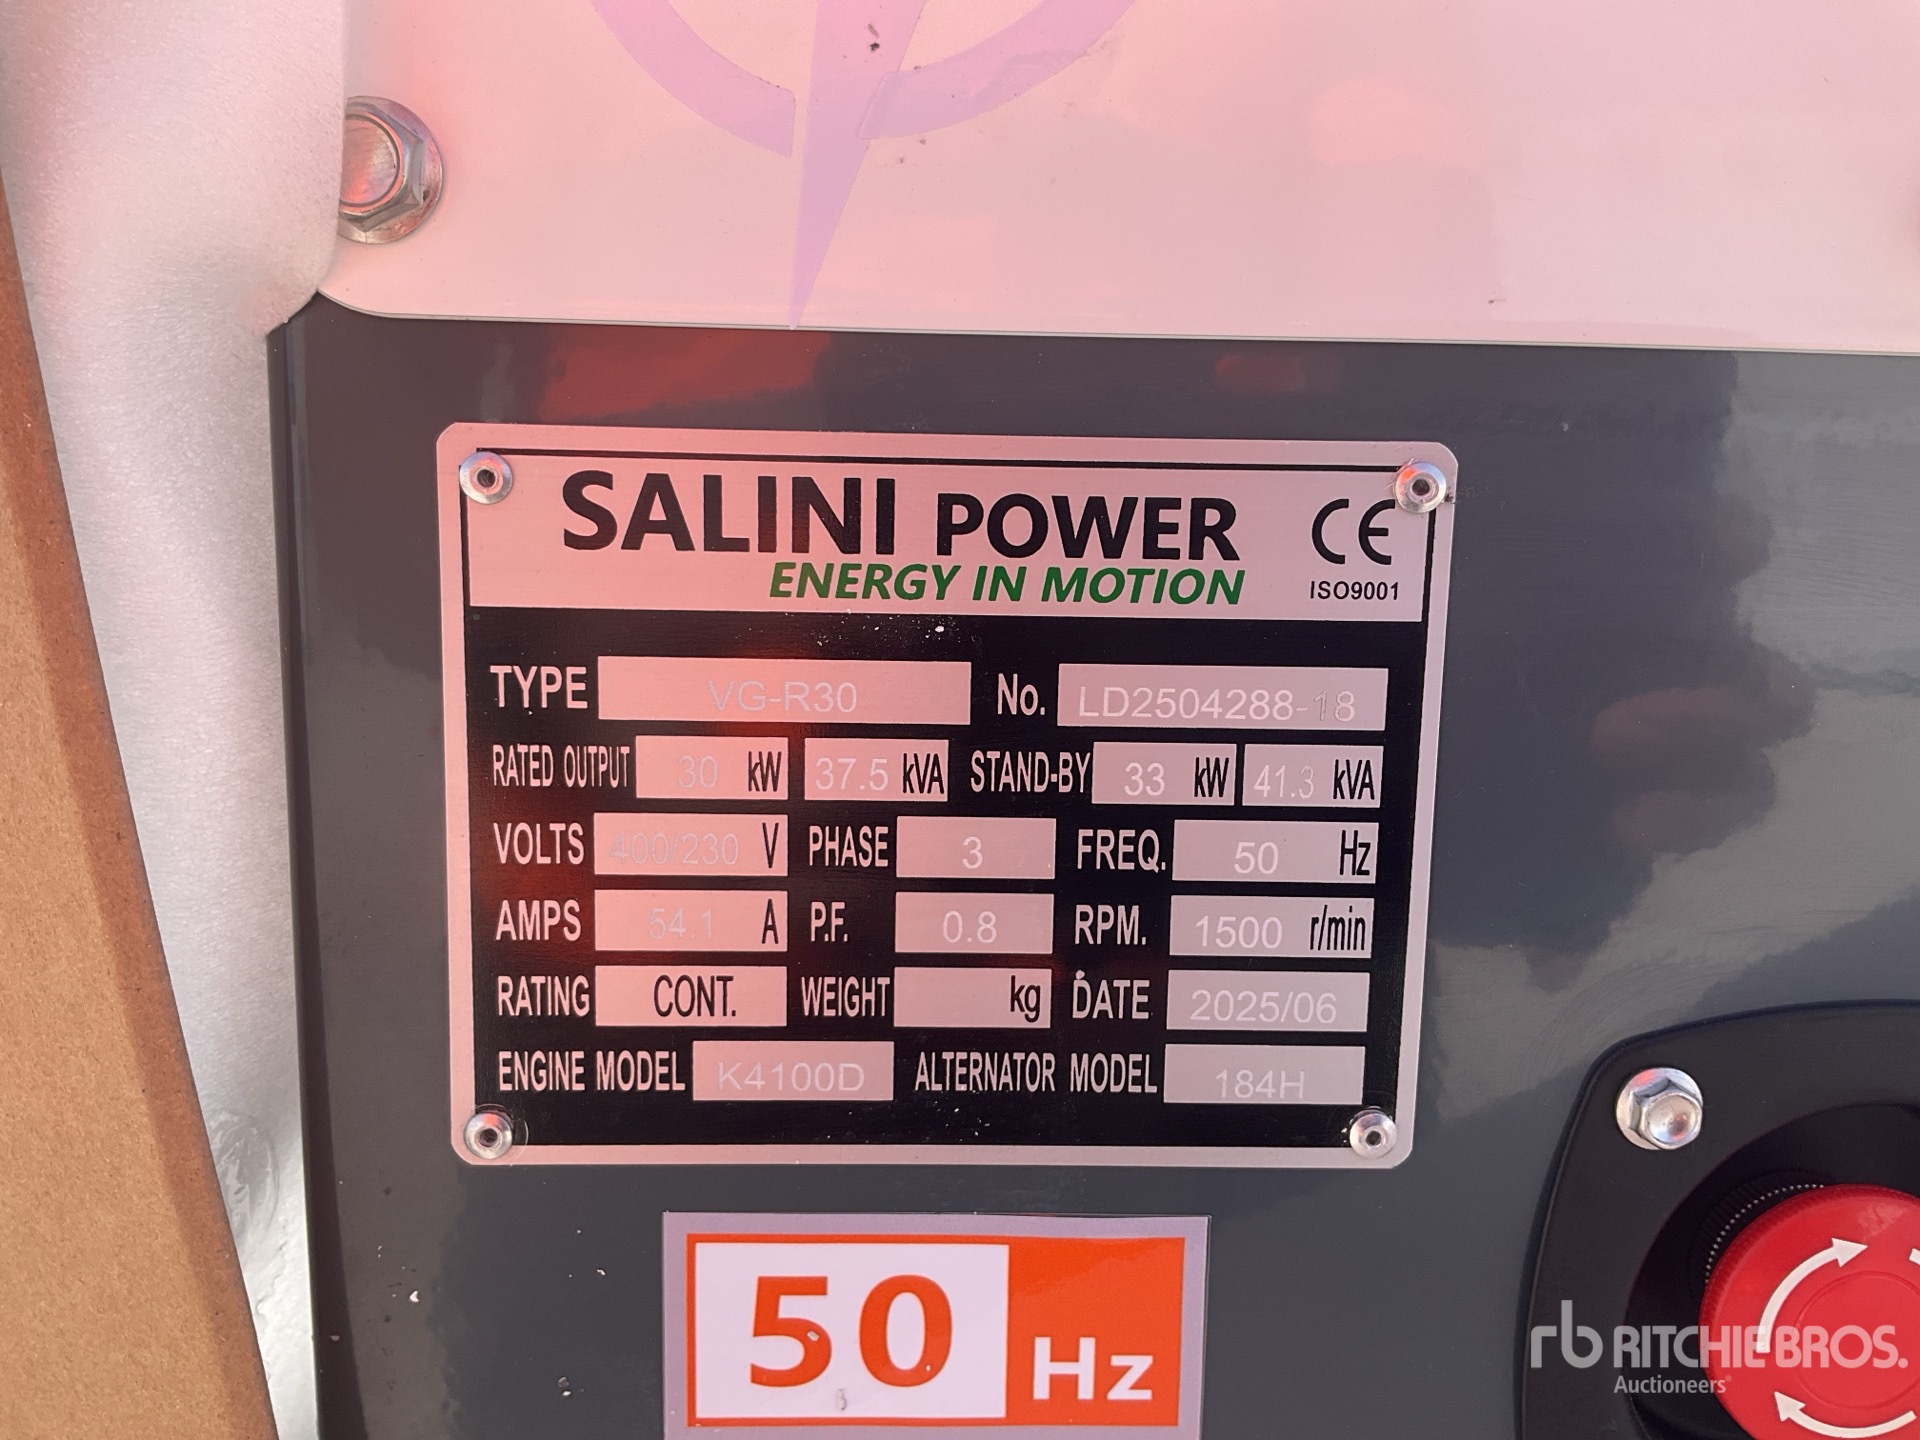 SALINI POWER CE
ENERGY IN MOTION ISO9001
TYPE VG-R30 No. LD2504288-18
RATED OUTPUT 30 kW 37.5 kVA STAND-BY 33 kW 41.3 kVA
VOLTS 400/230 V PHASE 3 FREQ. 50 Hz
AMPS 54.1 A P.F. 0.8 RPM. 1500 r/min
RATING CONT. WEIGHT kg DATE 2025/06
ENGINE MODEL K4100D ALTERNATOR MODEL 184H
50 Hz
rb RITCHIE BROS.
Auctioneers